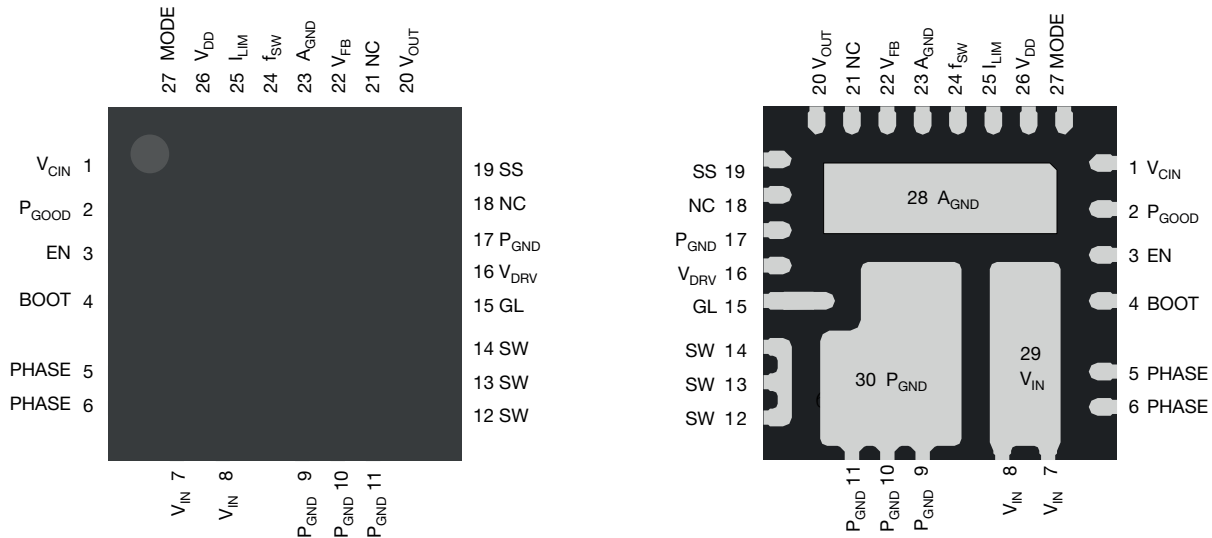 27 MODE
26 VDD
25 ILIM
24 fSW
23 AGND
22 VFB
21 NC
20 VOUT
VCIN 1
PGOOD 2
EN 3
BOOT 4
PHASE 5
PHASE 6
19 SS
18 NC
17 PGND
16 VDRV
15 GL
14 SW
13 SW
12 SW
VIN 7
VIN 8
PGND 9
PGND 10
PGND 11
20 VOUT
21 NC
22 VFB
23 AGND
24 fSW
25 ILIM
26 VDD
27 MODE
SS 19
NC 18
PGND 17
VDRV 16
GL 15
SW 14
SW 13
SW 12
28 AGND
30 PGND
29
VIN
1 VCIN
2 PGOOD
3 EN
4 BOOT
5 PHASE
6 PHASE
PGND 11
PGND 10
PGND 9
VIN 8
VIN 7